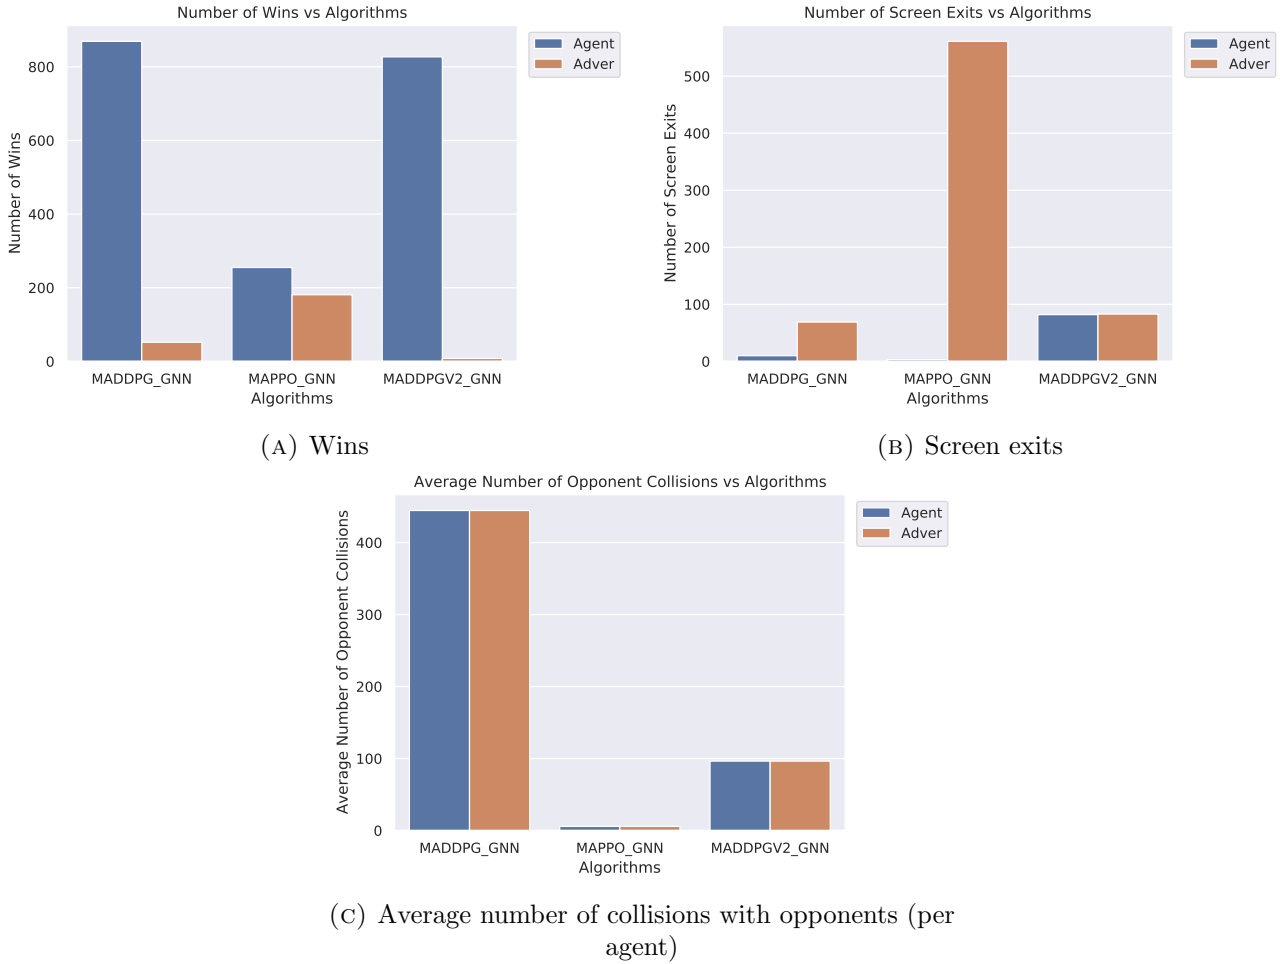 Number of Wins vs Algorithms
Number of Wins
800
600
400
200
0
MADDPG_GNN MAPPO_GNN MADDPGV2_GNN
Algorithms
Agent
Adver
(A) Wins
Number of Screen Exits vs Algorithms
Number of Screen Exits
500
400
300
200
100
0
MADDPG_GNN MAPPO_GNN MADDPGV2_GNN
Algorithms
Agent
Adver
(B) Screen exits
Average Number of Opponent Collisions vs Algorithms
Average Number of Opponent Collisions
400
300
200
100
0
MADDPG_GNN MAPPO_GNN MADDPGV2_GNN
Algorithms
Agent
Adver
(C) Average number of collisions with opponents (per
agent)